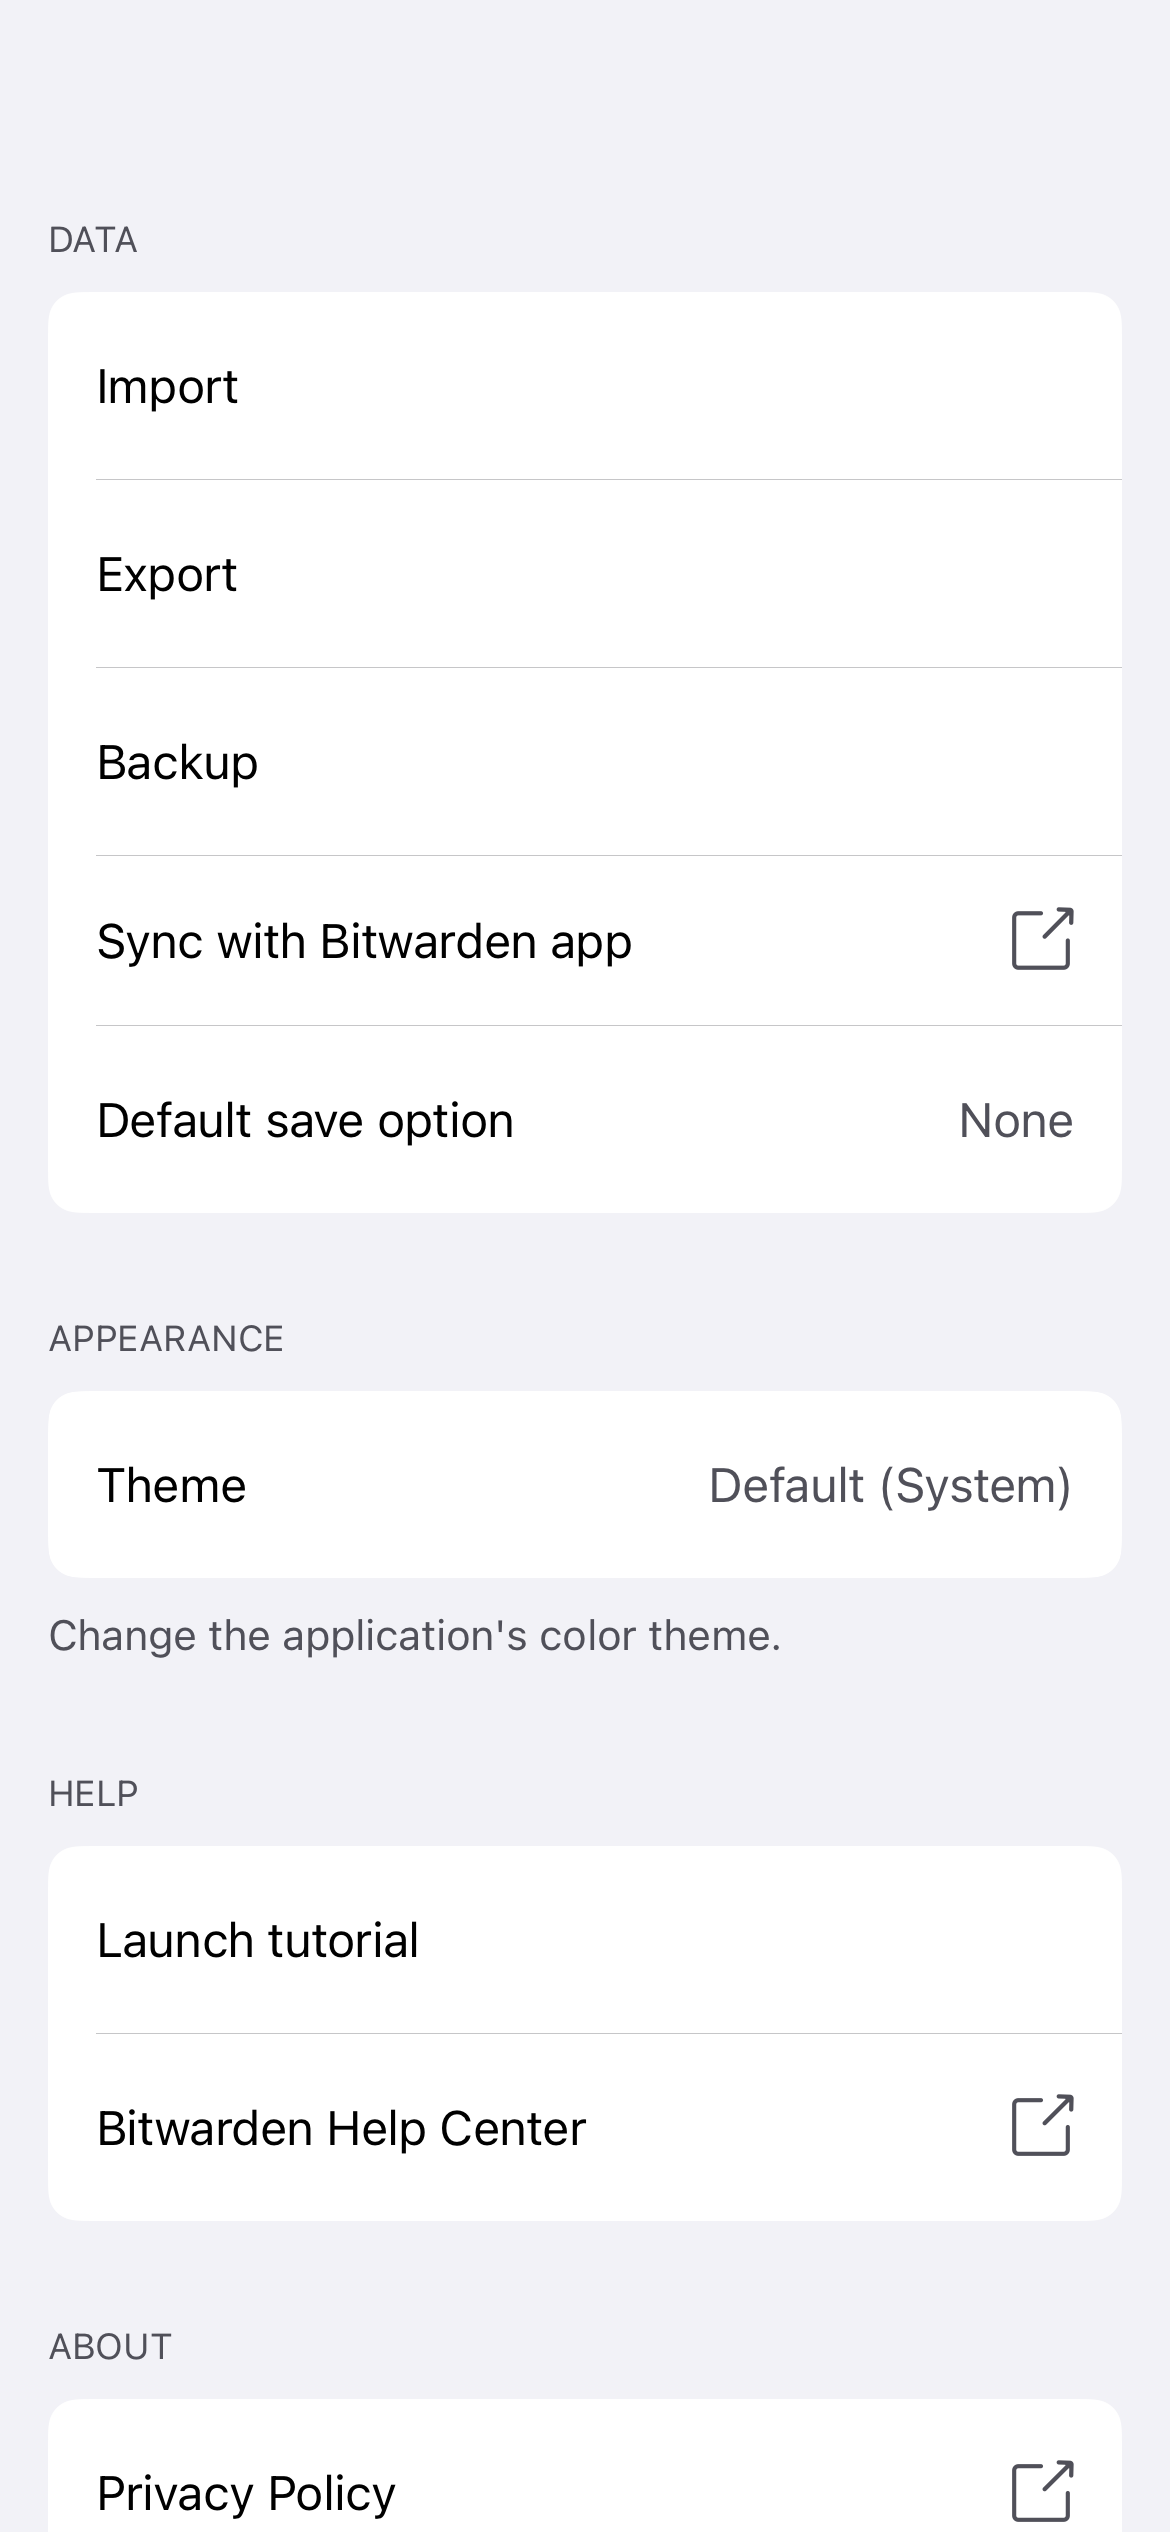 DATA
Import
Export
Backup
Sync with Bitwarden app
Default save option None
APPEARANCE
Theme Default (System)
Change the application's color theme.
HELP
Launch tutorial
Bitwarden Help Center
ABOUT
Privacy Policy